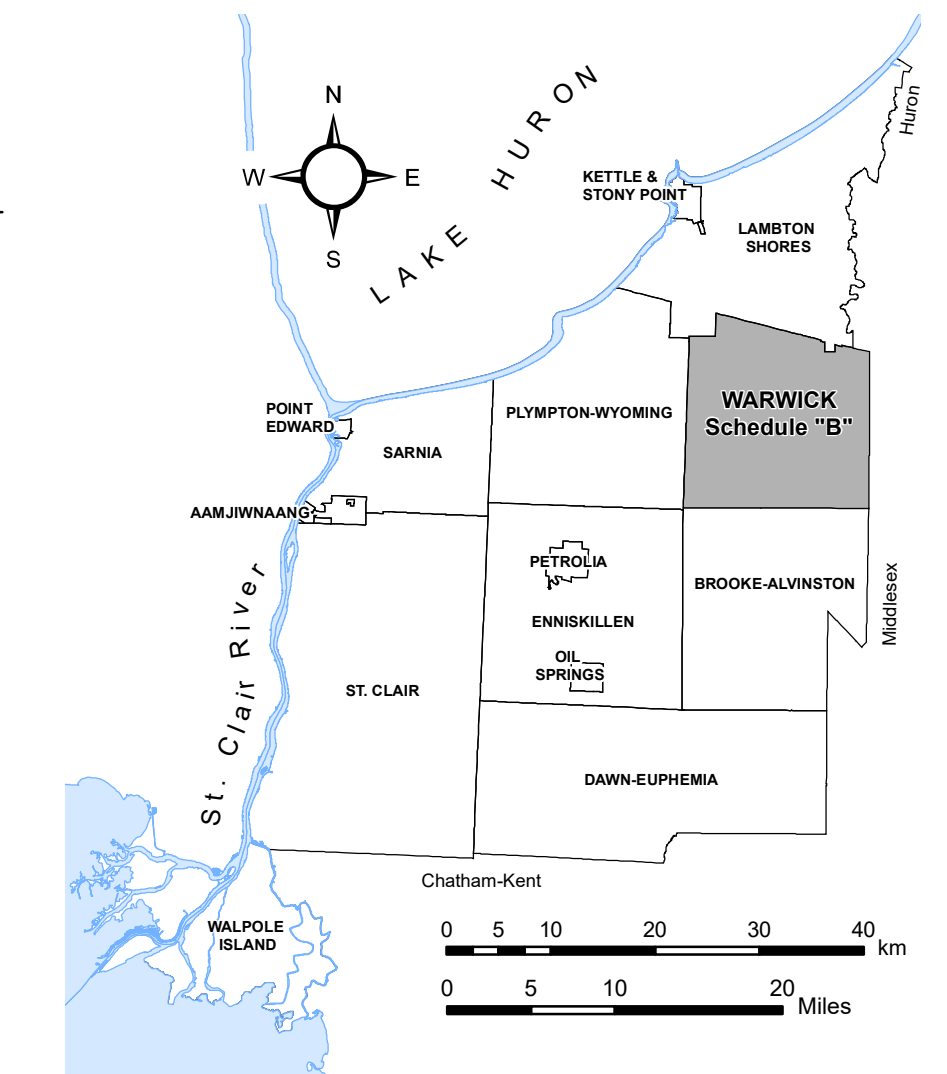 N
W
E
S
LAKE HURON
Huron
KETTLE &
STONY POINT
LAMBTON
SHORES
WARWICK
Schedule "B"
PLYMPTON-WYOMING
POINT
EDWARD
SARNIA
AAMJIWNAANG
PETROLIA
BROOKE-ALVINSTON
Middlesex
ENNISKILLEN
OIL
SPRINGS
ST. CLAIR
St. Clair River
DAWN-EUPHEMIA
Chatham-Kent
WALPOLE
ISLAND
0 5 10 20 30 40
km
0 5 10 20
Miles